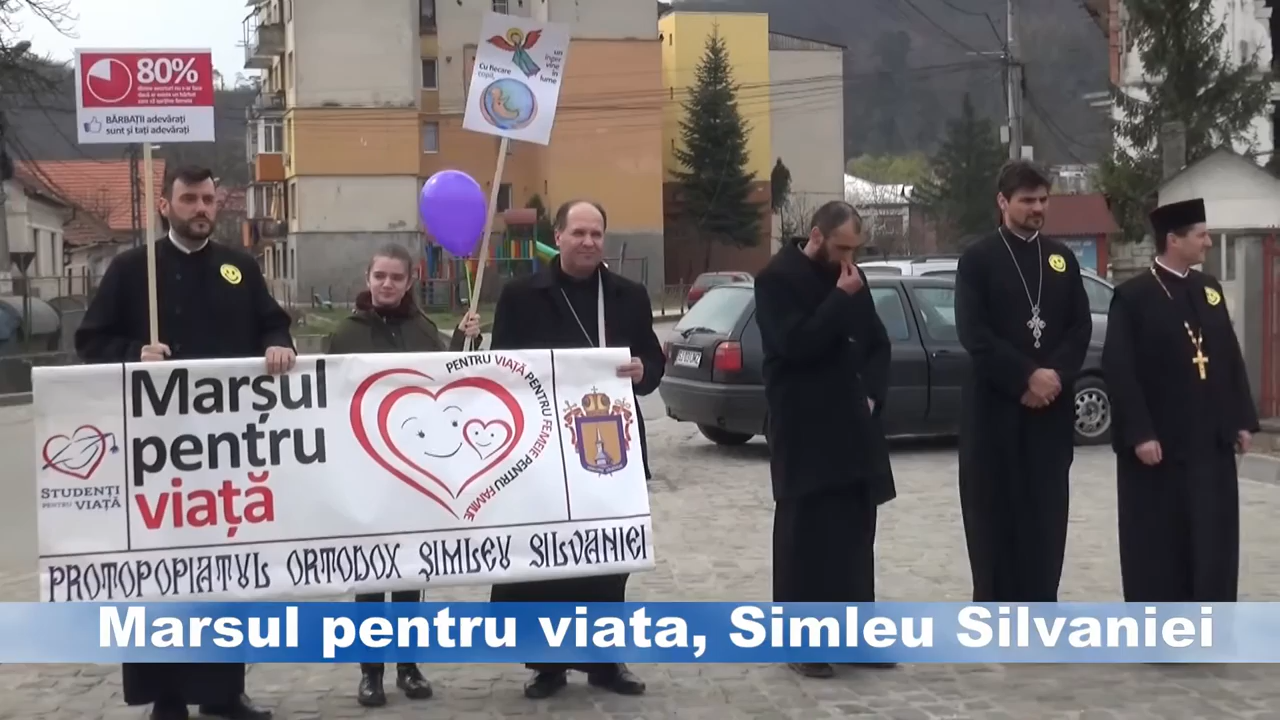 80%
BĂRBAȚII adevărați
sunt și tați adevărați
Cu fiecare
copil,
un
înger
vine în
lume
Marșul
pentru
viață
PENTRU VIAȚĂ PENTRU FEMEIE PENTRU FAMILIE
STUDENȚI
PENTRU VIAȚĂ
PROTOPOPIATUL ORTODOX ȘIMLEU SILVANIEI
Marsul pentru viata, Simleu Silvaniei